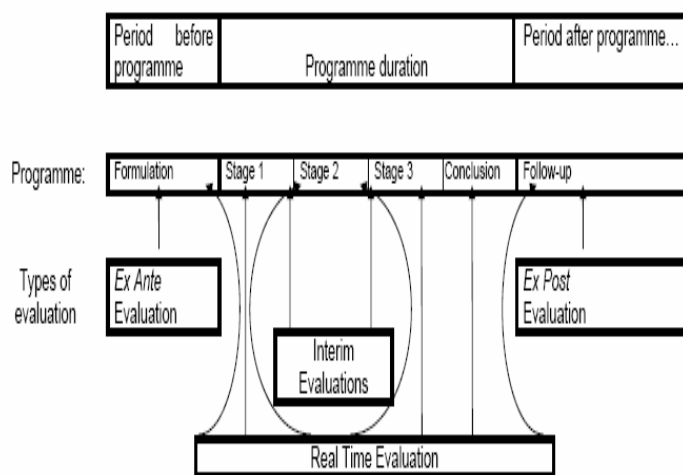 Period before
programme
Programme duration
Period after programme…
Programme:
Formulation
Stage 1
Stage 2
Stage 3
Conclusion
Follow-up
Types of
evaluation
Ex Ante
Evaluation
Ex Post
Evaluation
Interim
Evaluations
Real Time Evaluation